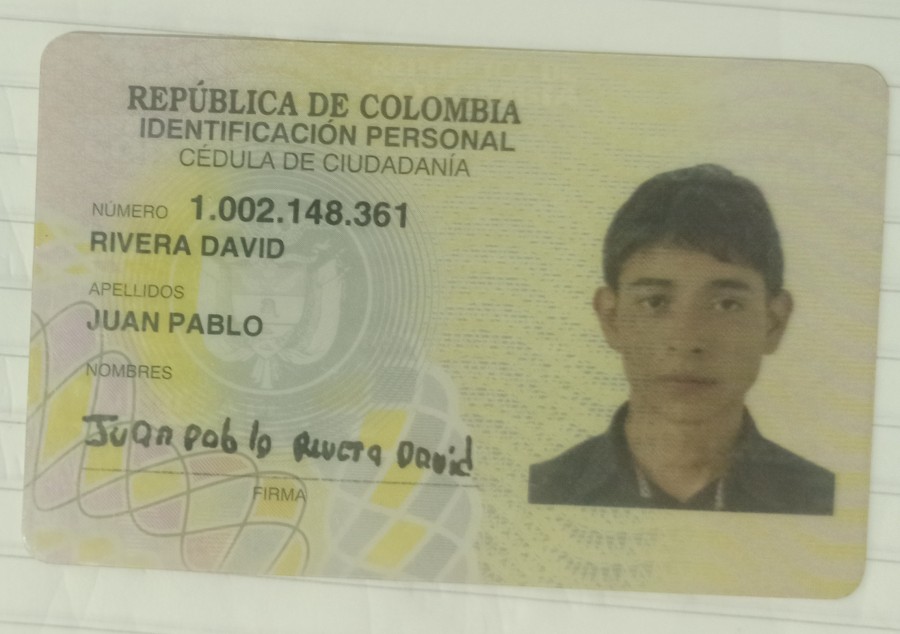 REPÚBLICA DE COLOMBIA
IDENTIFICACIÓN PERSONAL
CÉDULA DE CIUDADANÍA
NÚMERO 1.002.148.361
RIVERA DAVID
APELLIDOS
JUAN PABLO
NOMBRES
Juan pablo Rivera David
FIRMA